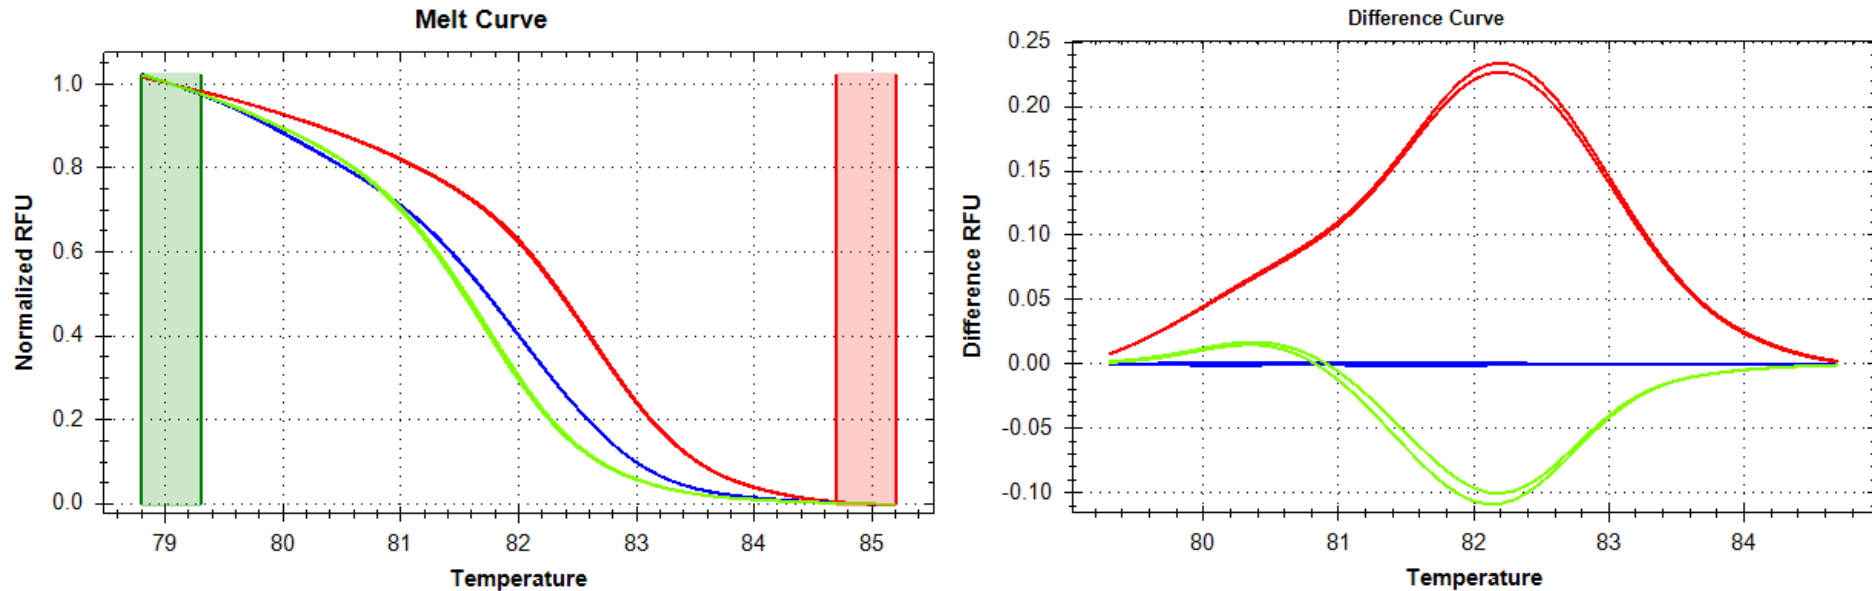 Melt Curve
Normalized RFU
1.0
0.8
0.6
0.4
0.2
0.0
79 80 81 82 83 84 85
Temperature
Difference Curve
Difference RFU
0.25
0.20
0.15
0.10
0.05
0.00
-0.05
-0.10
80 81 82 83 84
Temperature